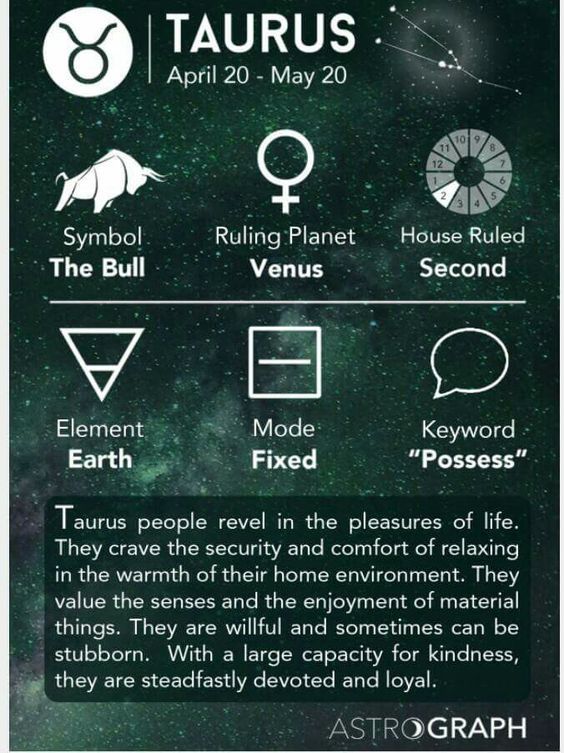 TAURUS
April 20 - May 20
10 9
11 8
12 7
1 6
2 5
3 4
Symbol
The Bull
Ruling Planet
Venus
House Ruled
Second
Element
Earth
Mode
Fixed
Keyword
“Possess”
Taurus people revel in the pleasures of life.
They crave the security and comfort of relaxing
in the warmth of their home environment. They
value the senses and the enjoyment of material
things. They are willful and sometimes can be
stubborn. With a large capacity for kindness,
they are steadfastly devoted and loyal.
ASTROGRAPH